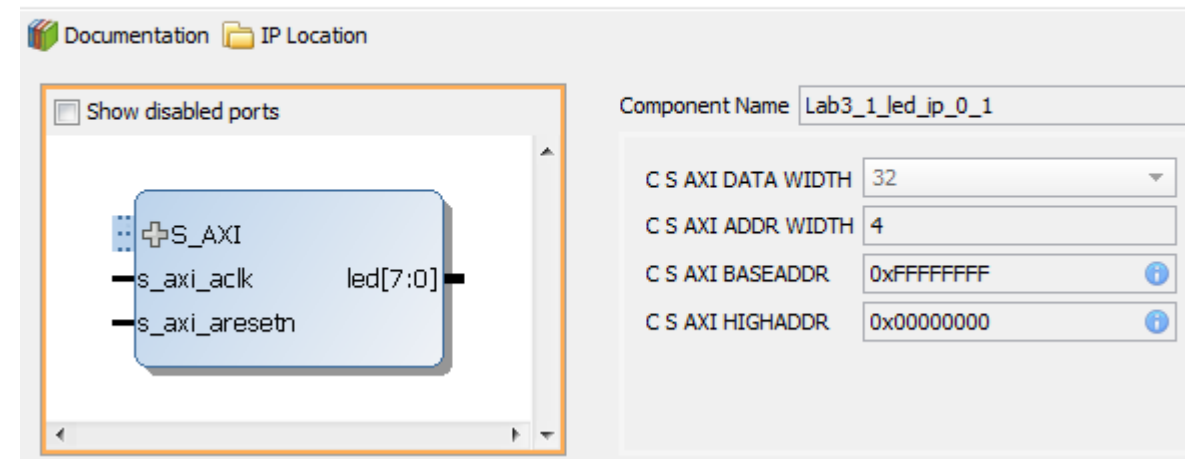 Documentation IP Location
Show disabled ports
S_AXI
s_axi_aclk led[7:0]
s_axi_aresetn
Component Name Lab3_1_led_ip_0_1
C S AXI DATA WIDTH 32
C S AXI ADDR WIDTH 4
C S AXI BASEADDR 0xFFFFFFFF
C S AXI HIGHADDR 0x00000000